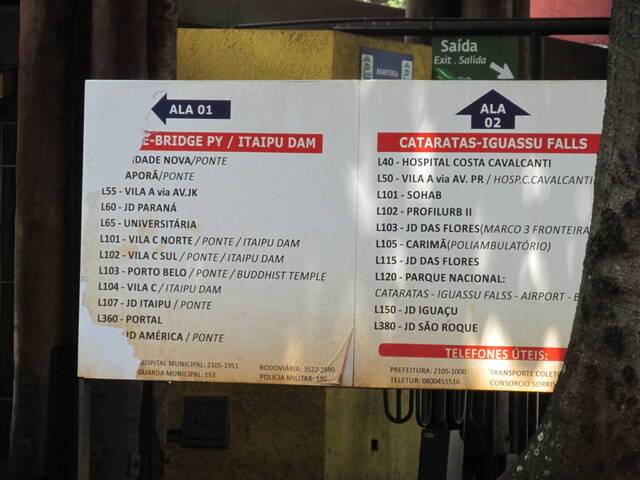 Saída
Exit . Salida
BILHETERIA
ALA 01
E-BRIDGE PY / ITAIPU DAM
DADE NOVA/PONTE
APORÃ/PONTE
L55 - VILA A via AV.JK
L60 - JD PARANÁ
L65 - UNIVERSITÁRIA
L101 - VILA C NORTE / PONTE / ITAIPU DAM
L102 - VILA C SUL / PONTE / ITAIPU DAM
L103 - PORTO BELO / PONTE / BUDDHIST TEMPLE
L104 - VILA C / ITAIPU DAM
L107 - JD ITAIPU / PONTE
L360 - PORTAL
JD AMÉRICA / PONTE
OSPITAL MUNICIPAL: 2105-1951
GUARDA MUNICIPAL: 153
RODOVIÁRIA: 3522-2590
POLICIA MILITAR: 190
ALA
02
CATARATAS-IGUASSU FALLS
L40 - HOSPITAL COSTA CAVALCANTI
L50 - VILA A via AV. PR / HOSP.C.CAVALCANTI
L101 - SOHAB
L102 - PROFILURB II
L103 - JD DAS FLORES(MARCO 3 FRONTEIRA
L105 - CARIMÃ(POLIAMBULATÓRIO)
L115 - JD DAS FLORES
L120 - PARQUE NACIONAL:
CATARATAS - IGUASSU FALSS - AIRPORT - B
L150 - JD IGUAÇU
L380 - JD SÃO ROQUE
TELEFONES ÚTEIS:
PREFEITURA: 2105-1000
TELETUR: 0800451516
TRANSPORTE COLETI
CONSORCIO SORRIS